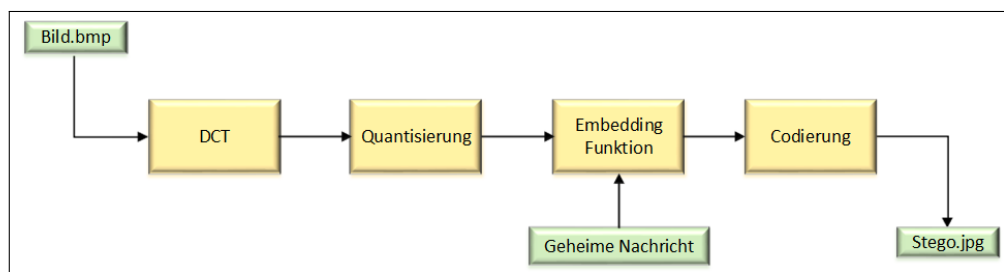 Bild.bmp
DCT
Quantisierung
Embedding
Funktion
Codierung
Geheime Nachricht
Stego.jpg